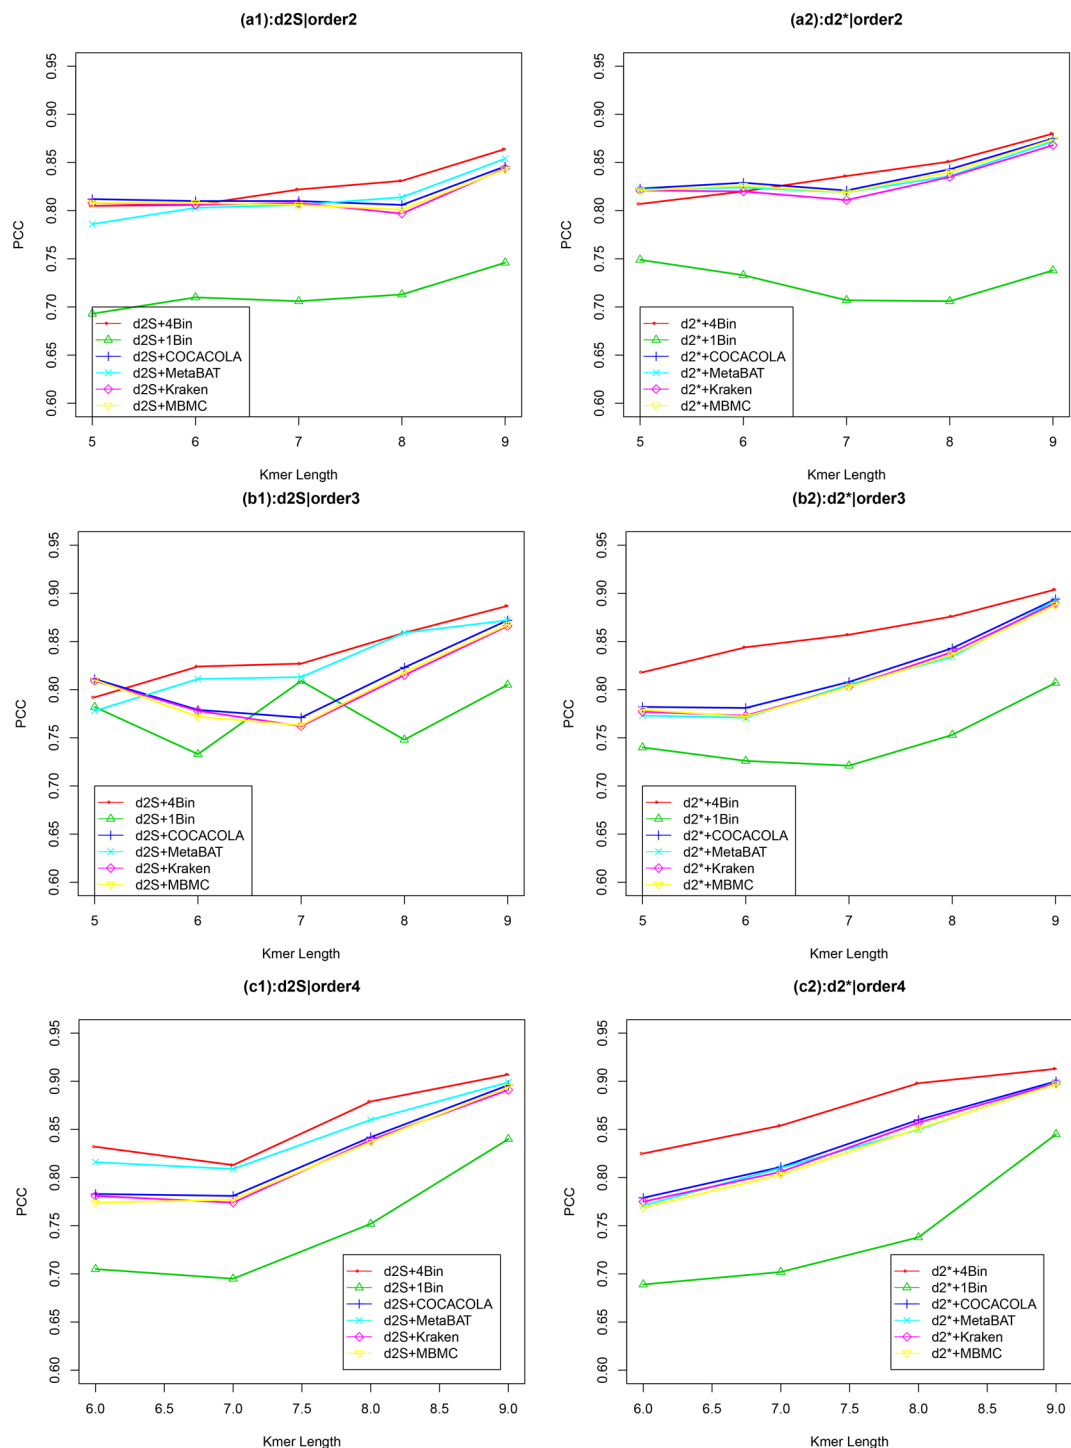 (a1):d2S|order2
PCC
0.95
0.90
0.85
0.80
0.75
0.70
0.65
0.60
d2S+4Bin
d2S+1Bin
d2S+COCACOLA
d2S+MetaBAT
d2S+Kraken
d2S+MBMC
5 6 7 8 9
Kmer Length
(a2):d2*|order2
PCC
0.95
0.90
0.85
0.80
0.75
0.70
0.65
0.60
d2*+4Bin
d2*+1Bin
d2*+COCACOLA
d2*+MetaBAT
d2*+Kraken
d2*+MBMC
5 6 7 8 9
Kmer Length
(b1):d2S|order3
PCC
0.95
0.90
0.85
0.80
0.75
0.70
0.65
0.60
d2S+4Bin
d2S+1Bin
d2S+COCACOLA
d2S+MetaBAT
d2S+Kraken
d2S+MBMC
5 6 7 8 9
Kmer Length
(b2):d2*|order3
PCC
0.95
0.90
0.85
0.80
0.75
0.70
0.65
0.60
d2*+4Bin
d2*+1Bin
d2*+COCACOLA
d2*+MetaBAT
d2*+Kraken
d2*+MBMC
5 6 7 8 9
Kmer Length
(c1):d2S|order4
PCC
0.95
0.90
0.85
0.80
0.75
0.70
0.65
0.60
d2S+4Bin
d2S+1Bin
d2S+COCACOLA
d2S+MetaBAT
d2S+Kraken
d2S+MBMC
6.0 6.5 7.0 7.5 8.0 8.5 9.0
Kmer Length
(c2):d2*|order4
PCC
0.95
0.90
0.85
0.80
0.75
0.70
0.65
0.60
d2*+4Bin
d2*+1Bin
d2*+COCACOLA
d2*+MetaBAT
d2*+Kraken
d2*+MBMC
6.0 6.5 7.0 7.5 8.0 8.5 9.0
Kmer Length